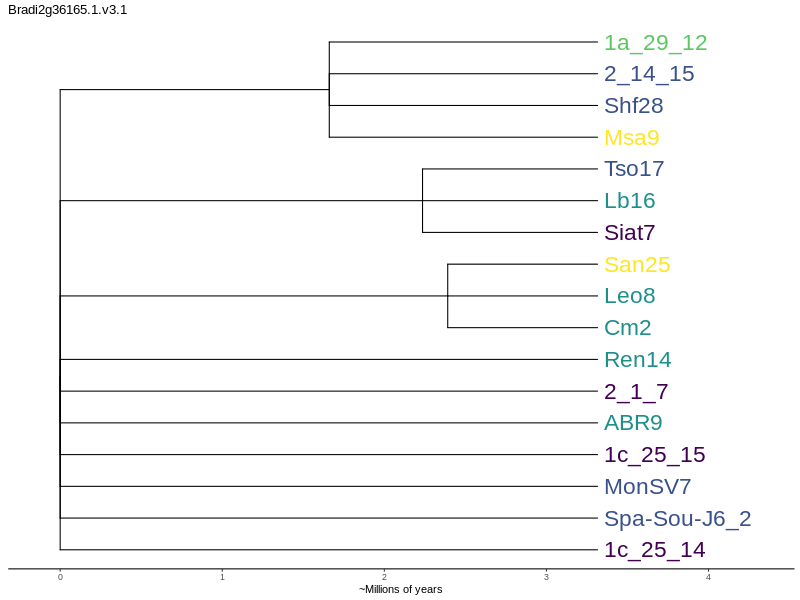 Bradi2g36165.1.v3.1
1a_29_12
2_14_15
Shf28
Msa9
Tso17
Lb16
Siat7
San25
Leo8
Cm2
Ren14
2_1_7
ABR9
1c_25_15
MonSV7
Spa-Sou-J6_2
1c_25_14
0 1 2 3 4
~Millions of years